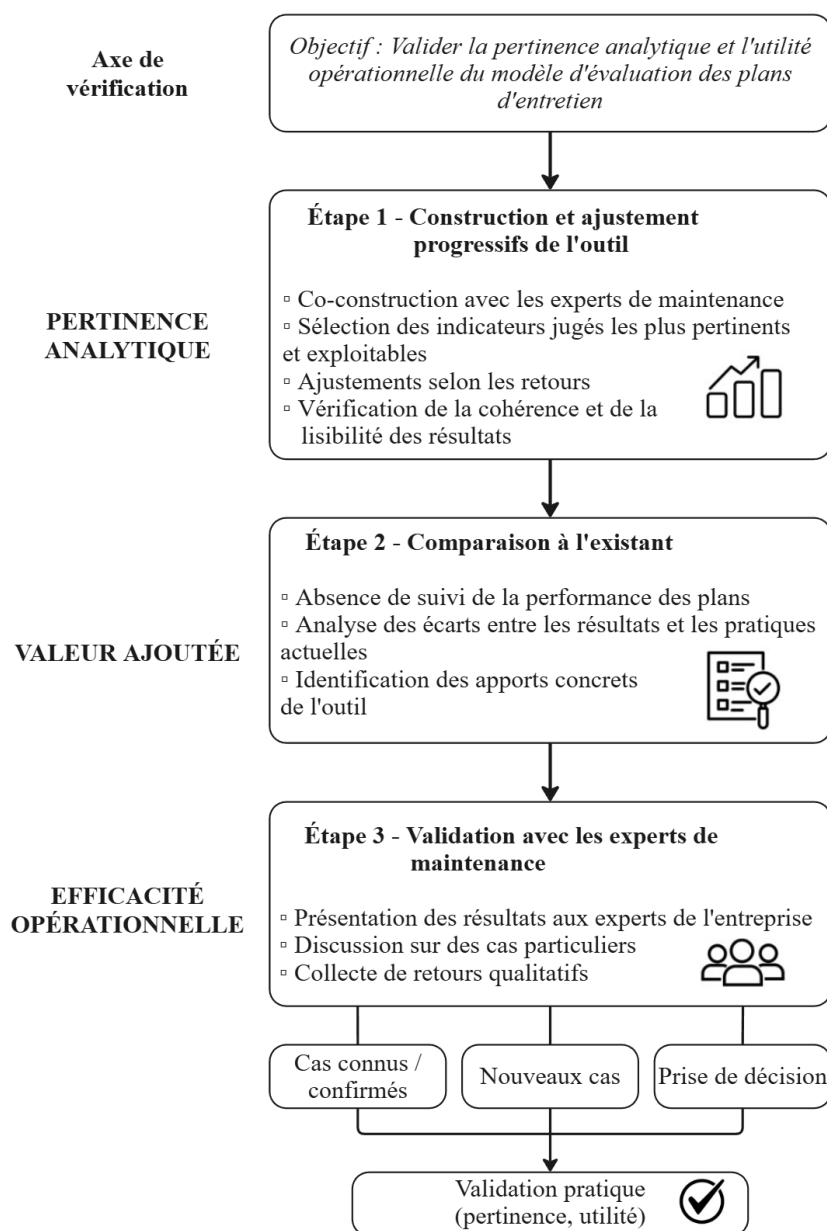 Axe de
vérification
Objectif : Valider la pertinence analytique et l'utilité
opérationnelle du modèle d'évaluation des plans
d'entretien
PERTINENCE
ANALYTIQUE
Étape 1 - Construction et ajustement
progressifs de l'outil
▫ Co-construction avec les experts de maintenance
▫ Sélection des indicateurs jugés les plus pertinents
et exploitables
▫ Ajustements selon les retours
▫ Vérification de la cohérence et de la
lisibilité des résultats
VALEUR AJOUTÉE
Étape 2 - Comparaison à l'existant
▫ Absence de suivi de la performance des plans
▫ Analyse des écarts entre les résultats et les pratiques
actuelles
▫ Identification des apports concrets
de l'outil
EFFICACITÉ
OPÉRATIONNELLE
Étape 3 - Validation avec les experts de
maintenance
▫ Présentation des résultats aux experts de l'entreprise
▫ Discussion sur des cas particuliers
▫ Collecte de retours qualitatifs
Cas connus /
confirmés
Nouveaux cas
Prise de décision
Validation pratique
(pertinence, utilité)